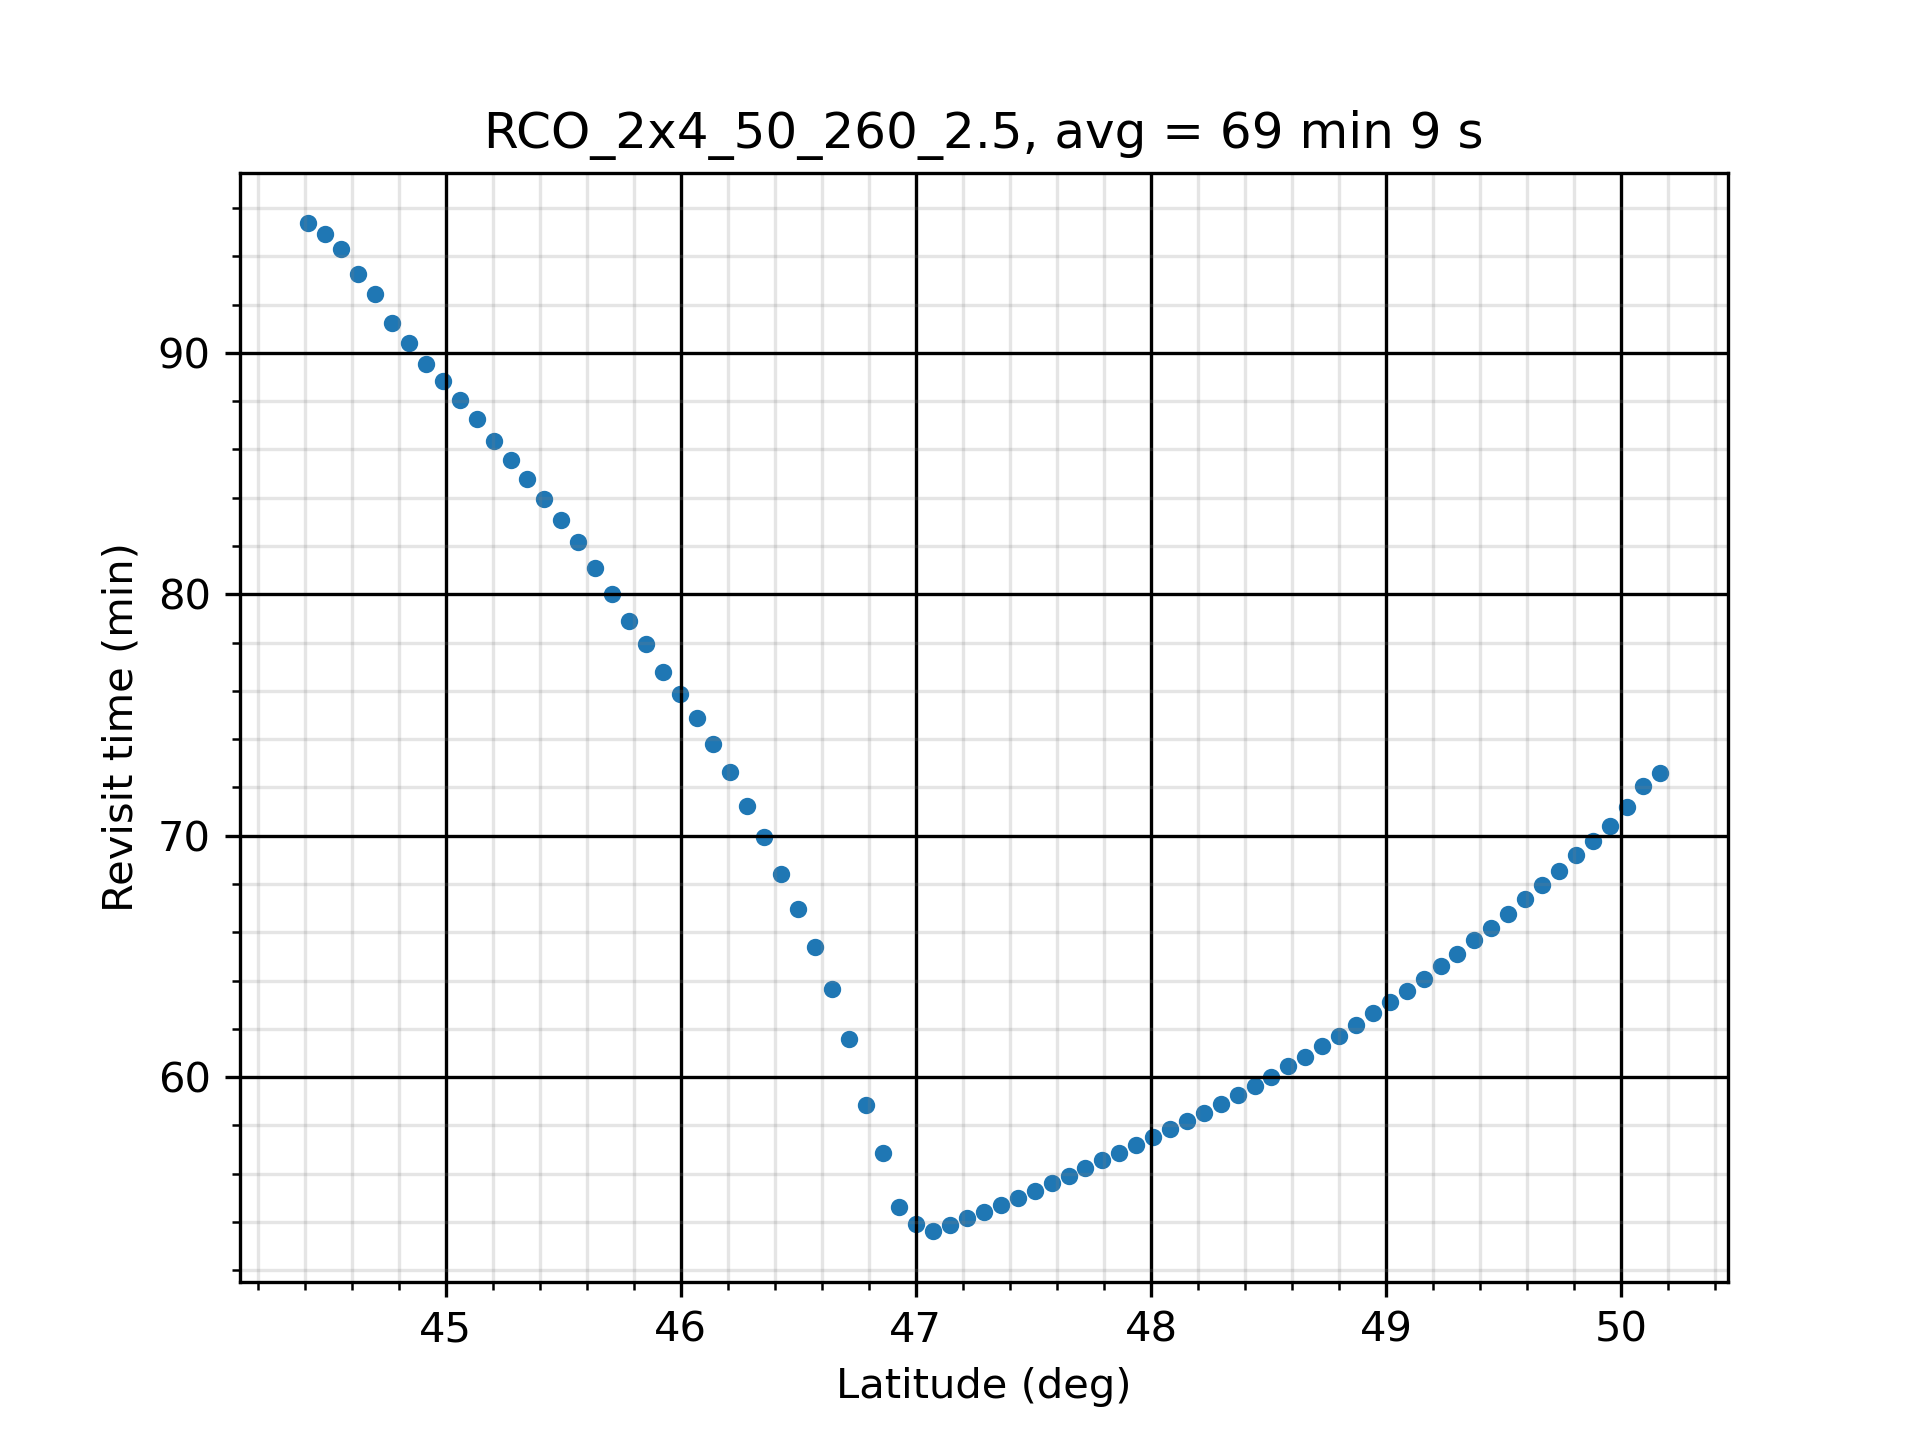 RCO_2x4_50_260_2.5, avg = 69 min 9 s
90
80
70
60
Revisit time (min)
45 46 47 48 49 50
Latitude (deg)